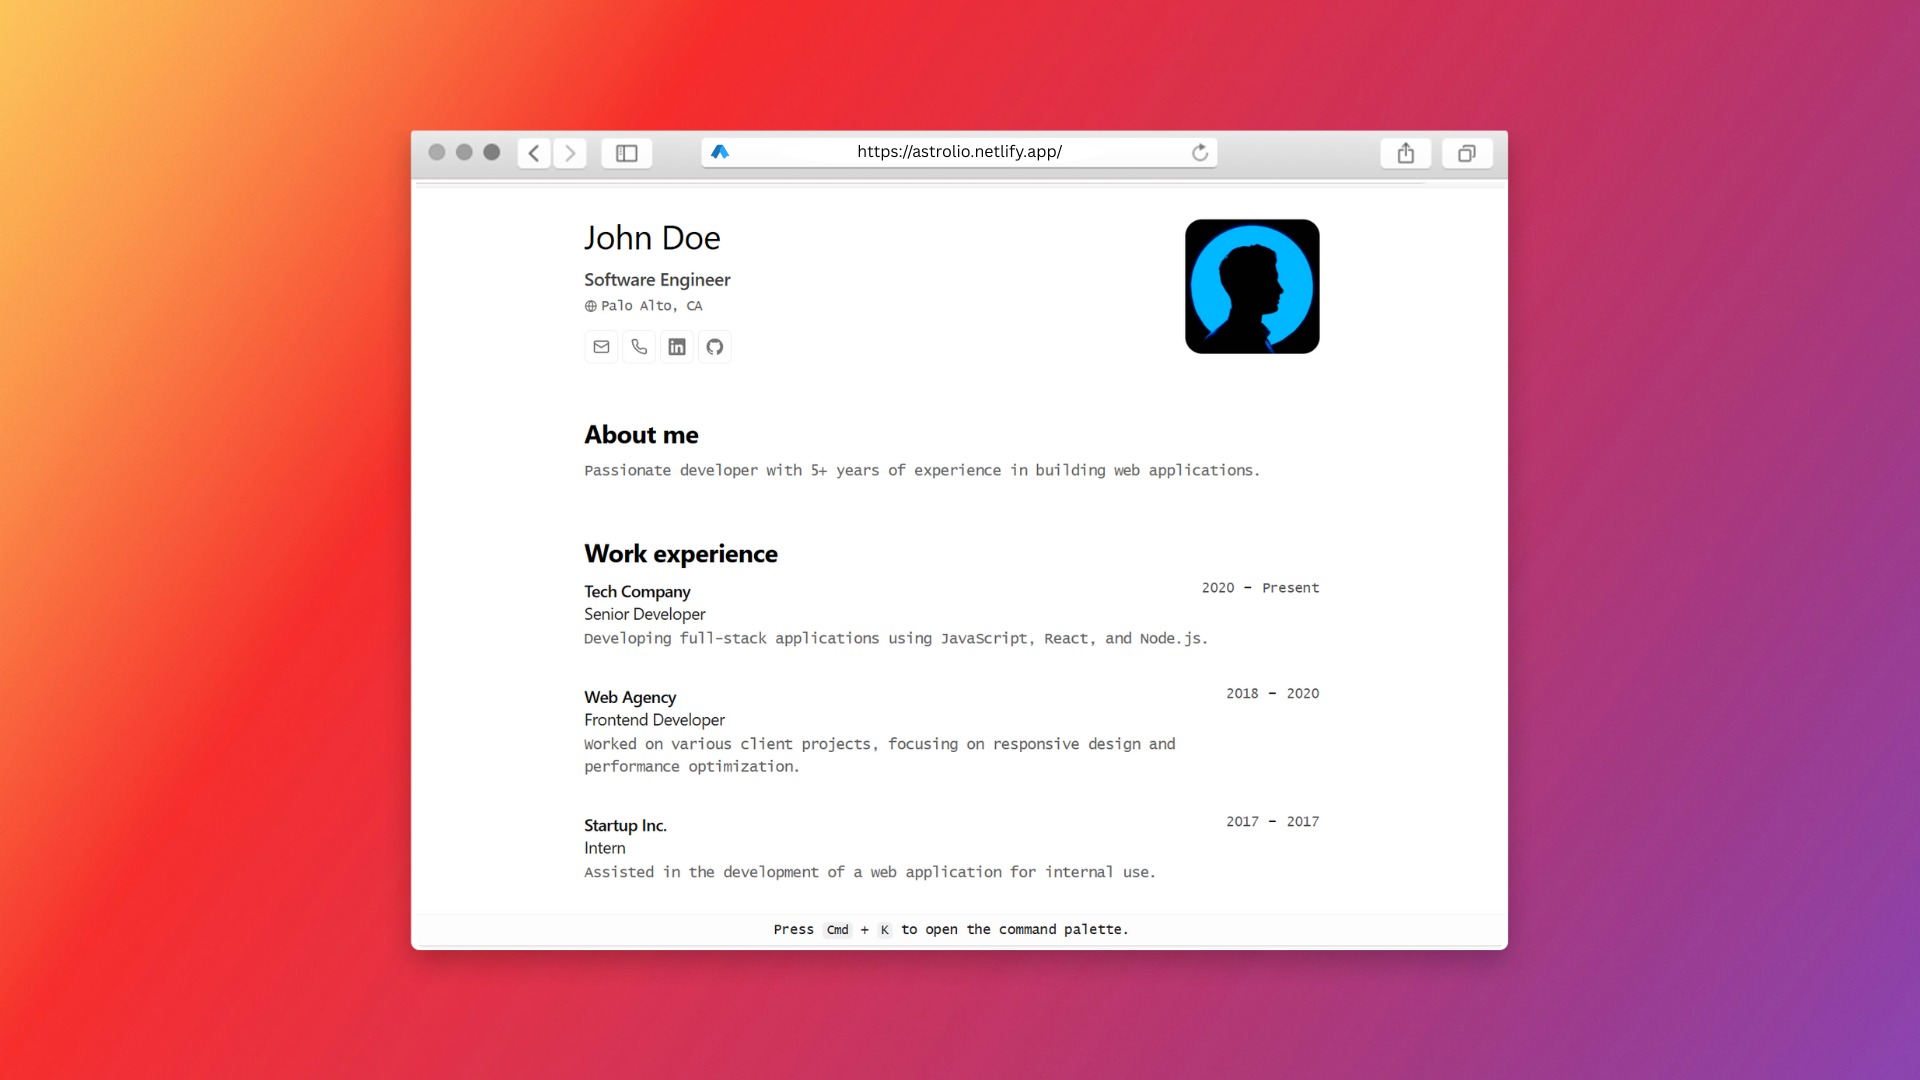 https://astrolio.netlify.app/
John Doe
Software Engineer
Palo Alto, CA
in
About me
Passionate developer with 5+ years of experience in building web applications.
Work experience
Tech Company
2020 - Present
Senior Developer
Developing full-stack applications using JavaScript, React, and Node.js.
Web Agency
2018 - 2020
Frontend Developer
Worked on various client projects, focusing on responsive design and
performance optimization.
Startup Inc.
2017 - 2017
Intern
Assisted in the development of a web application for internal use.
Press Cmd + K to open the command palette.